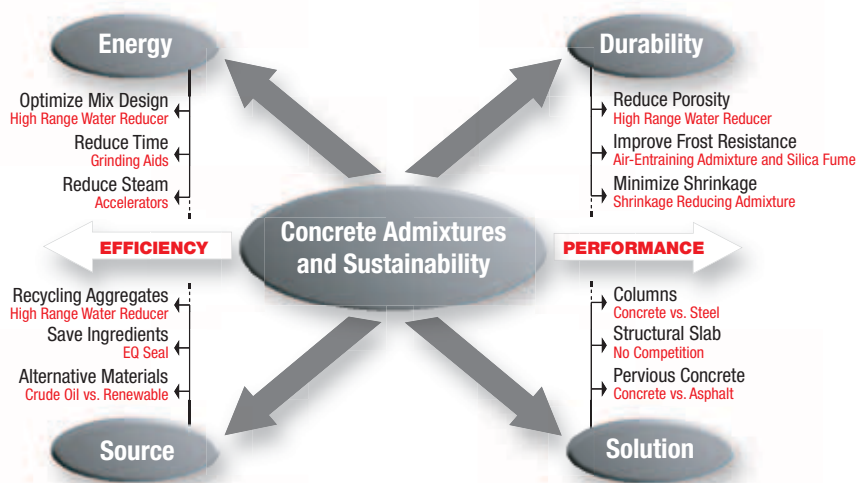 Energy
Optimize Mix Design
High Range Water Reducer
Reduce Time
Grinding Aids
Reduce Steam
Accelerators
Durability
Reduce Porosity
High Range Water Reducer
Improve Frost Resistance
Air-Entraining Admixture and Silica Fume
Minimize Shrinkage
Shrinkage Reducing Admixture
EFFICIENCY
Concrete Admixtures
and Sustainability
PERFORMANCE
Recycling Aggregates
High Range Water Reducer
Save Ingredients
EQ Seal
Alternative Materials
Crude Oil vs. Renewable
Source
Columns
Concrete vs. Steel
Structural Slab
No Competition
Pervious Concrete
Concrete vs. Asphalt
Solution